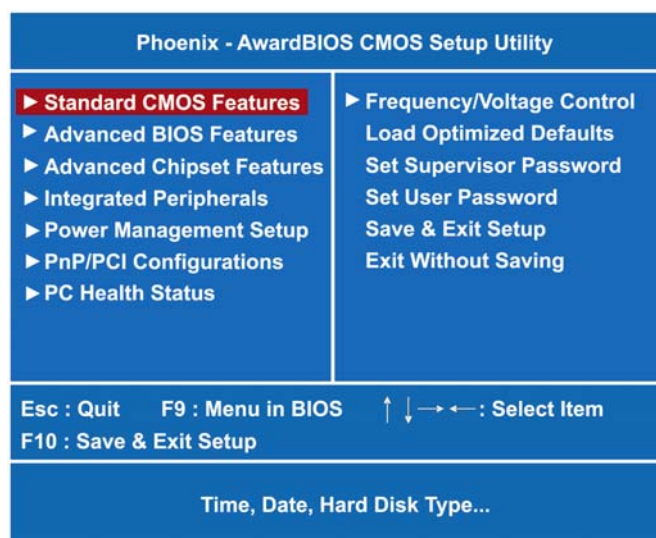 Phoenix - AwardBIOS CMOS Setup Utility
▶ Standard CMOS Features
▶ Advanced BIOS Features
▶ Advanced Chipset Features
▶ Integrated Peripherals
▶ Power Management Setup
▶ PnP/PCI Configurations
▶ PC Health Status
▶ Frequency/Voltage Control
Load Optimized Defaults
Set Supervisor Password
Set User Password
Save & Exit Setup
Exit Without Saving
Esc : Quit F9 : Menu in BIOS ↑ ↓ → ← : Select Item
F10 : Save & Exit Setup
Time, Date, Hard Disk Type...